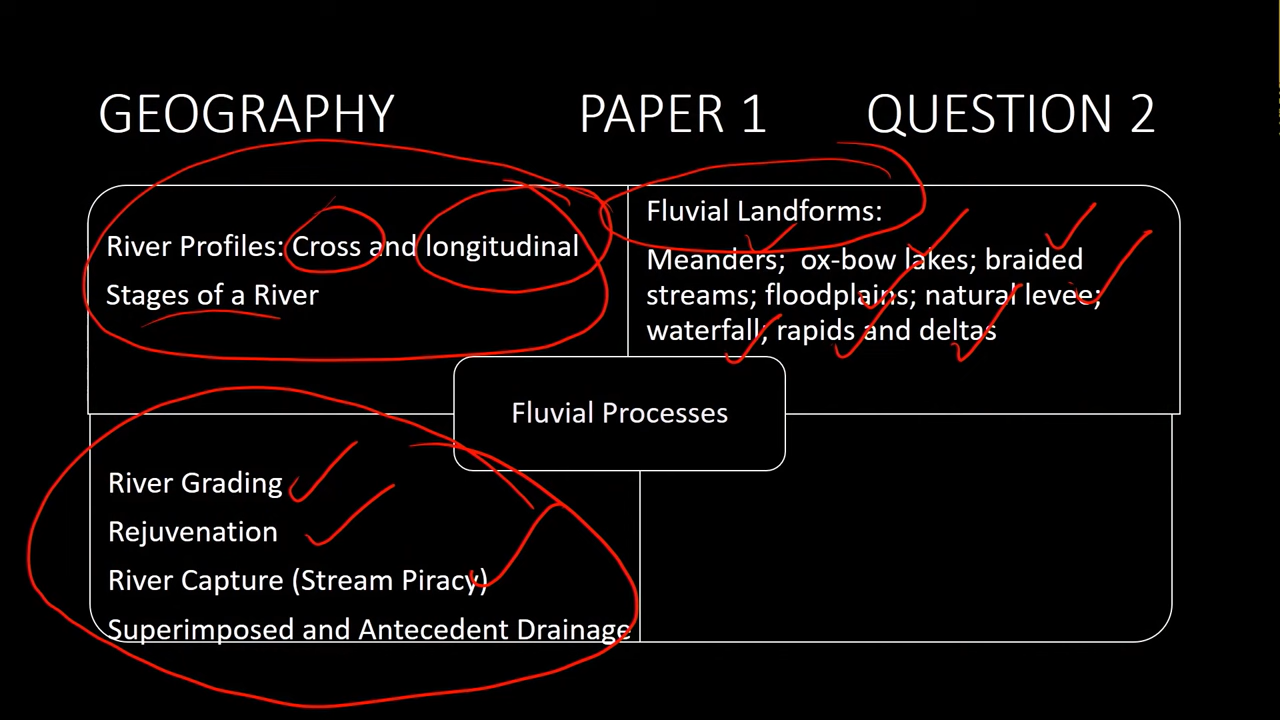 GEOGRAPHY PAPER 1 QUESTION 2
River Profiles: Cross and longitudinal
Stages of a River
Fluvial Landforms:
Meanders; ox-bow lakes; braided
streams; floodplains; natural levee;
waterfall; rapids and deltas
Fluvial Processes
River Grading
Rejuvenation
River Capture (Stream Piracy)
Superimposed and Antecedent Drainage